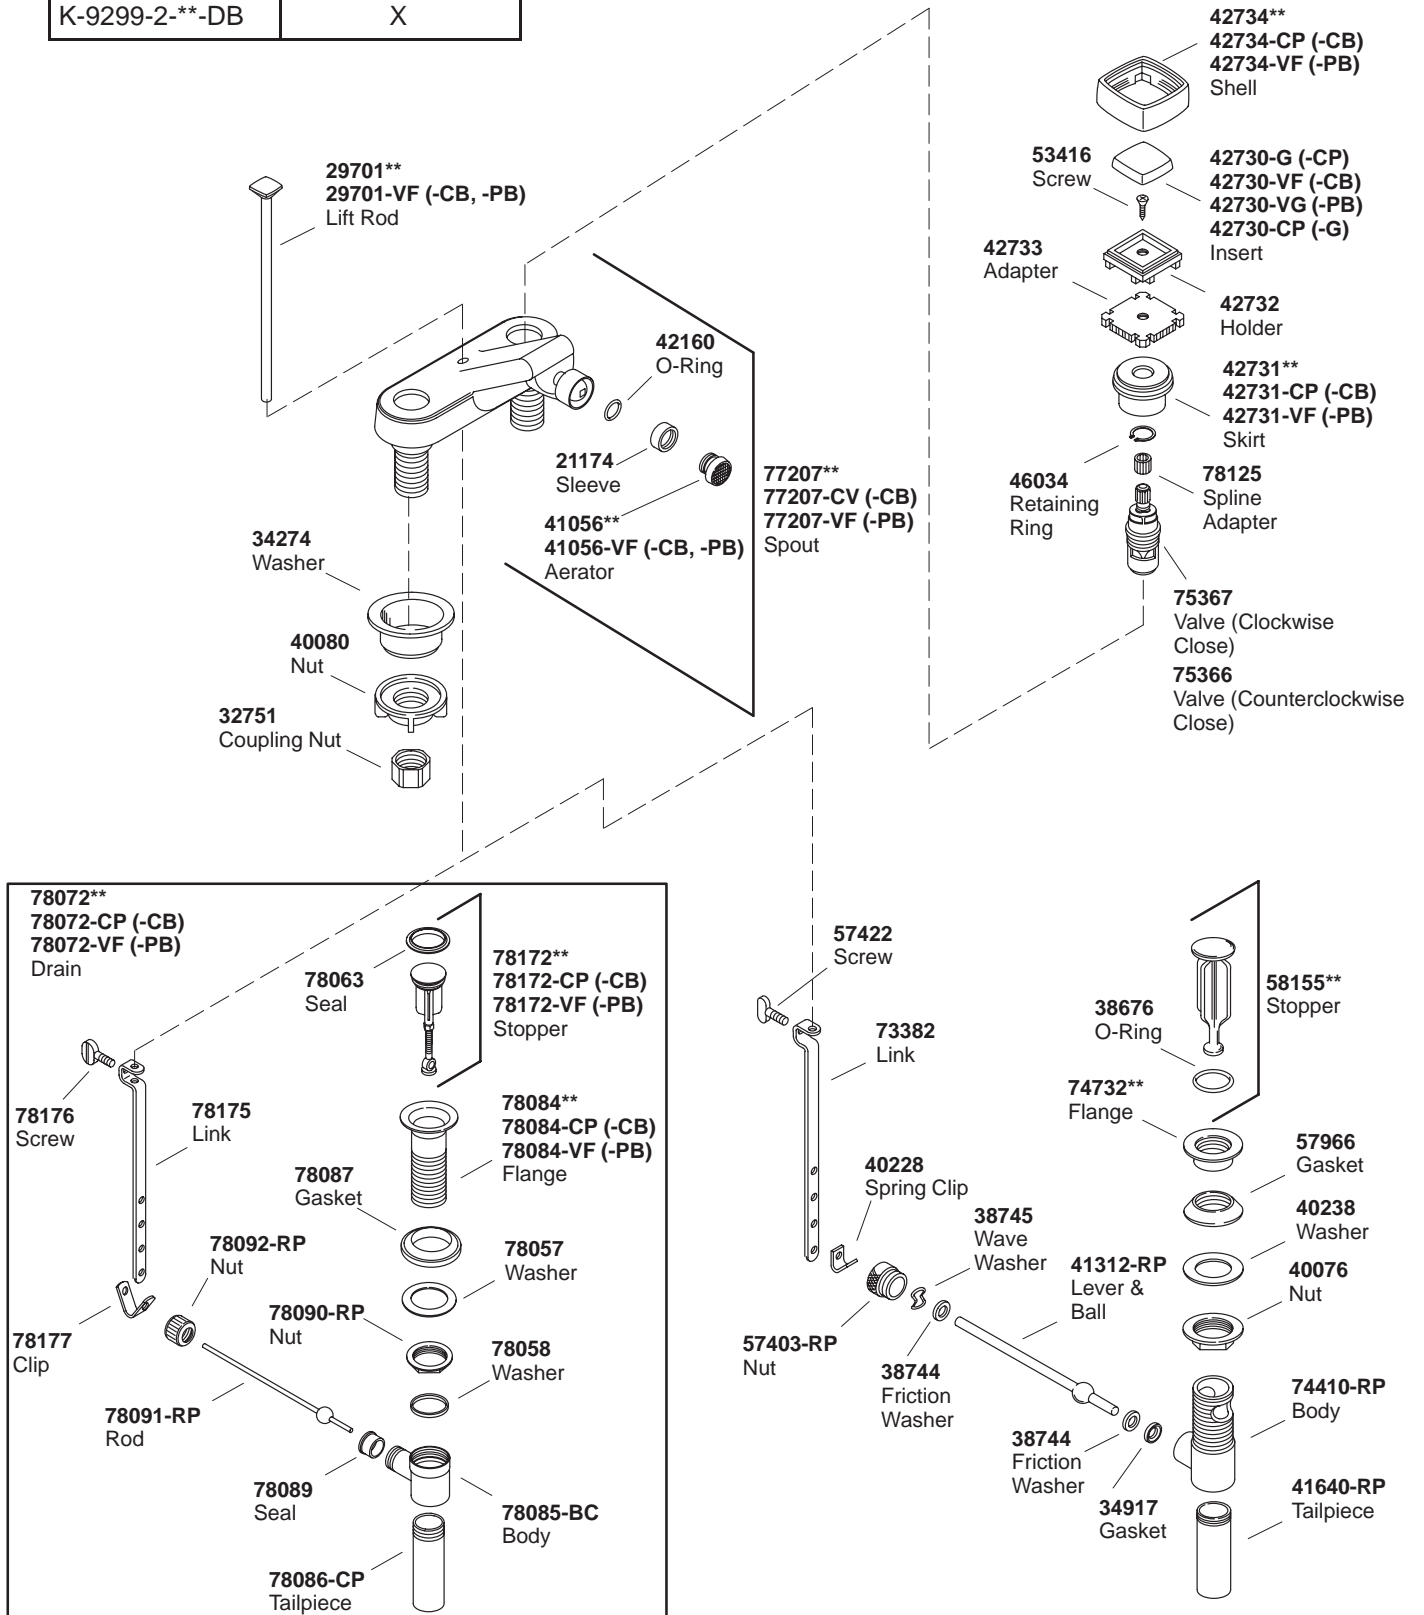 K-9299-2-**-DB X
42734**
42734-CP (-CB)
42734-VF (-PB)
Shell
53416
Screw
42730-G (-CP)
42730-VF (-CB)
42730-VG (-PB)
42730-CP (-G)
Insert
42733
Adapter
42732
Holder
42731**
42731-CP (-CB)
42731-VF (-PB)
Skirt
46034
Retaining
Ring
78125
Spline
Adapter
75367
Valve (Clockwise
Close)
75366
Valve (Counterclockwise
Close)
29701**
29701-VF (-CB, -PB)
Lift Rod
42160
O-Ring
21174
Sleeve
41056**
41056-VF (-CB, -PB)
Aerator
77207**
77207-CV (-CB)
77207-VF (-PB)
Spout
34274
Washer
40080
Nut
32751
Coupling Nut
78072**
78072-CP (-CB)
78072-VF (-PB)
Drain
78063
Seal
78172**
78172-CP (-CB)
78172-VF (-PB)
Stopper
78176
Screw
78175
Link
78084**
78084-CP (-CB)
78084-VF (-PB)
Flange
78087
Gasket
78092-RP
Nut
78057
Washer
78090-RP
Nut
78058
Washer
78177
Clip
78091-RP
Rod
78089
Seal
78085-BC
Body
78086-CP
Tailpiece
57422
Screw
73382
Link
38676
O-Ring
58155**
Stopper
74732**
Flange
57966
Gasket
40228
Spring Clip
38745
Wave
Washer
40238
Washer
41312-RP
Lever &
Ball
40076
Nut
57403-RP
Nut
38744
Friction
Washer
74410-RP
Body
38744
Friction
Washer
34917
Gasket
41640-RP
Tailpiece